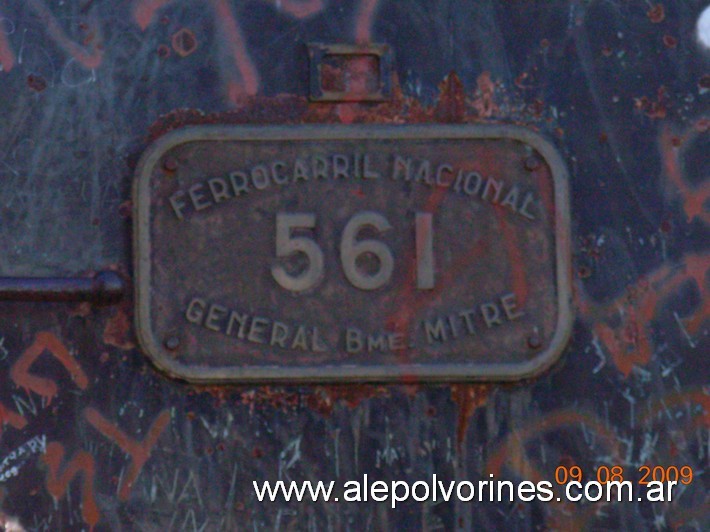 FERROCARRIL NACIONAL
561
GENERAL BME. MITRE
09 08 2009
www.alepolvorines.com.ar